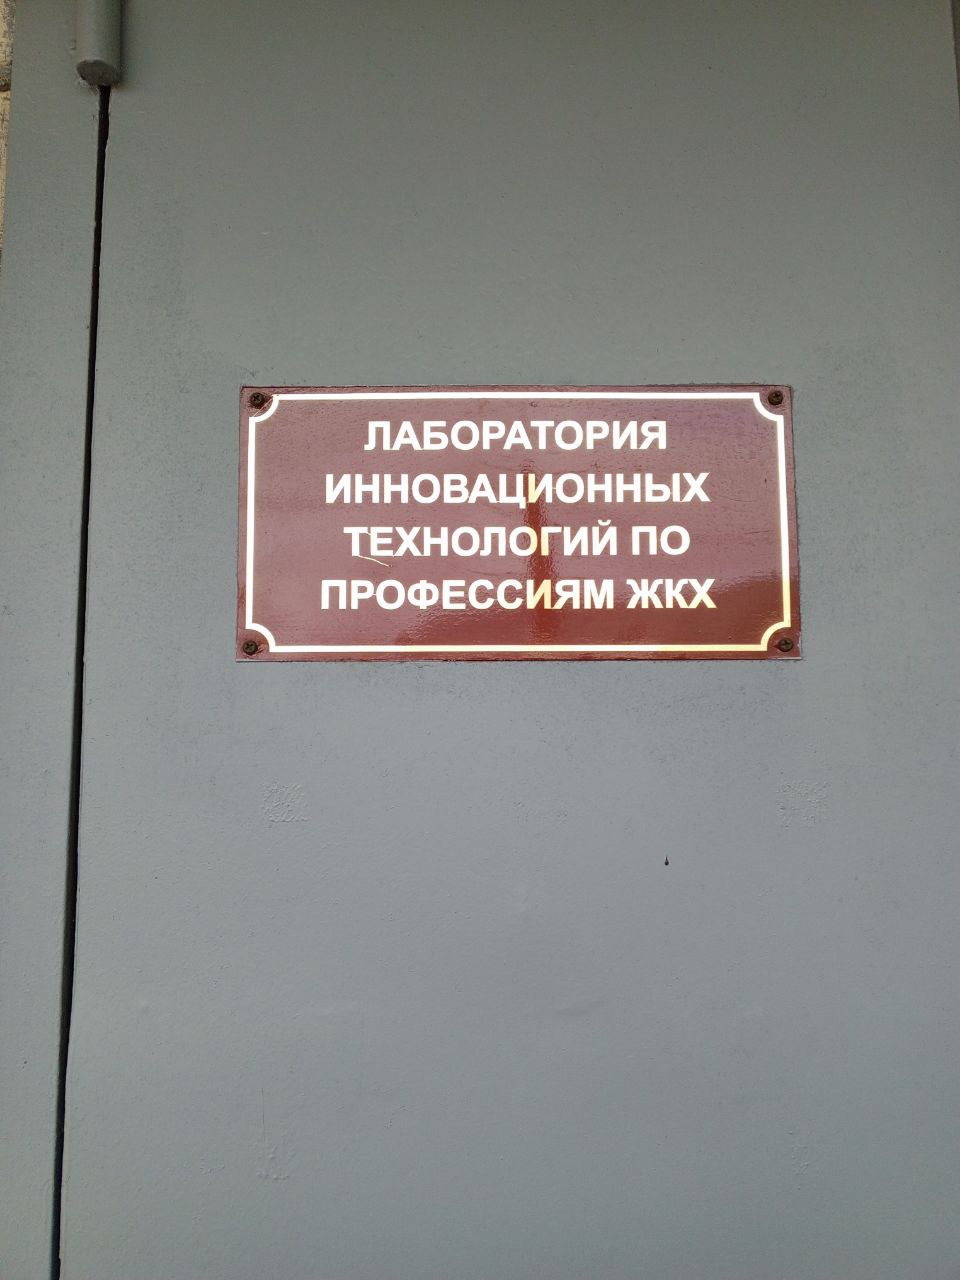 ЛАБОРАТОРИЯ
ИННОВАЦИОННЫХ
ТЕХНОЛОГИЙ ПО
ПРОФЕССИЯМ ЖКХ